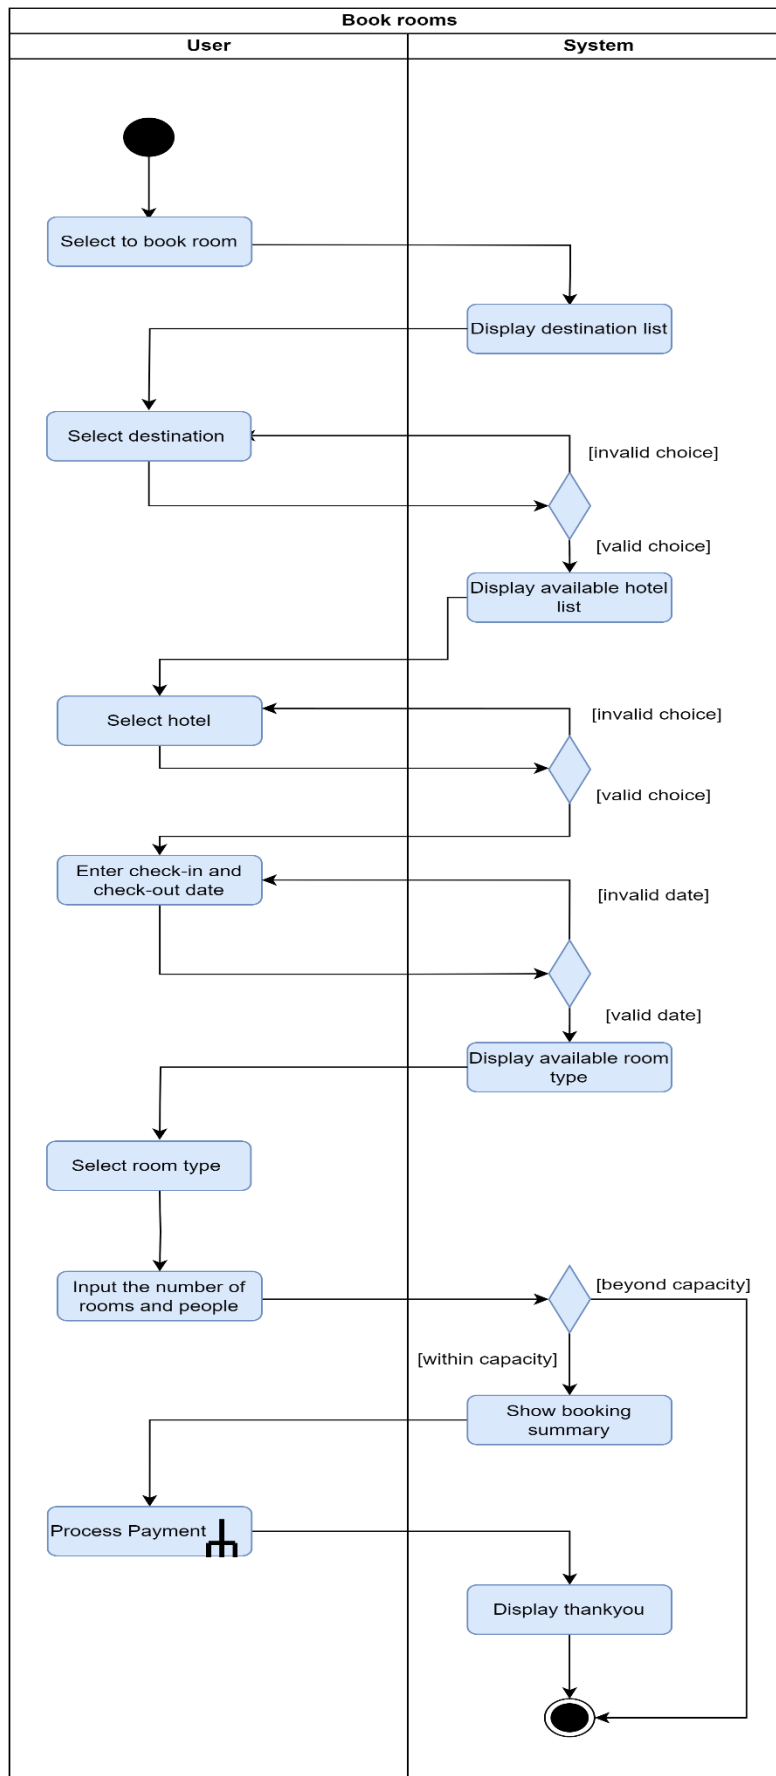 Book rooms
User
System
Select to book room
Display destination list
Select destination
[invalid choice]
[valid choice]
Display available hotel
list
Select hotel
[invalid choice]
[valid choice]
Enter check-in and
check-out date
[invalid date]
[valid date]
Display available room
type
Select room type
Input the number of
rooms and people
[beyond capacity]
[within capacity]
Show booking
summary
Process Payment
Display thankyou